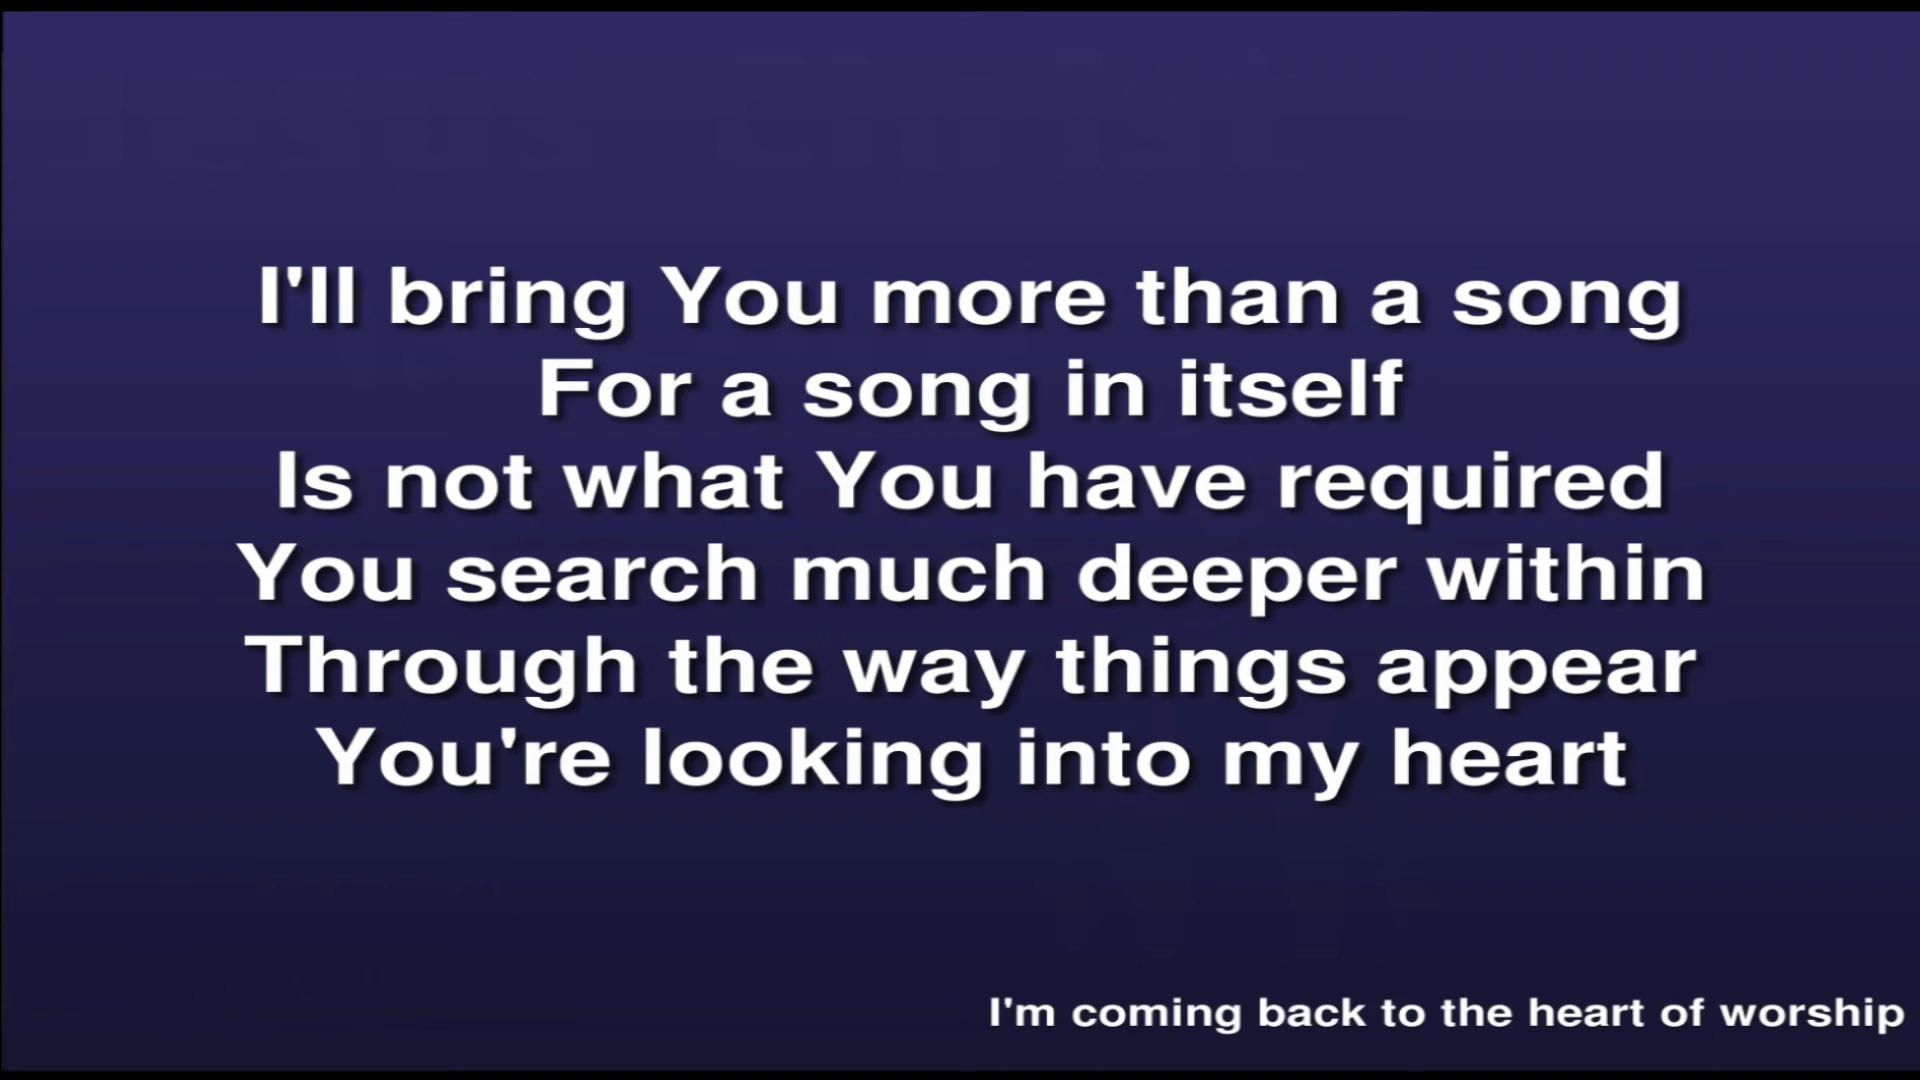 I'll bring You more than a song
For a song in itself
Is not what You have required
You search much deeper within
Through the way things appear
You're looking into my heart
I'm coming back to the heart of worship